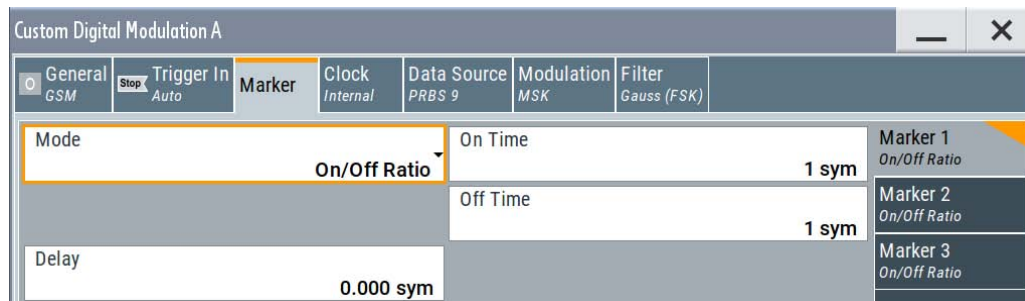 Custom Digital Modulation A
O General Stop Trigger In Marker Clock Data Source Modulation Filter
GSM Auto Internal PRBS 9 MSK Gauss (FSK)
Mode
On/Off Ratio
On Time
1 sym
Off Time
1 sym
Delay
0.000 sym
Marker 1
On/Off Ratio
Marker 2
On/Off Ratio
Marker 3
On/Off Ratio